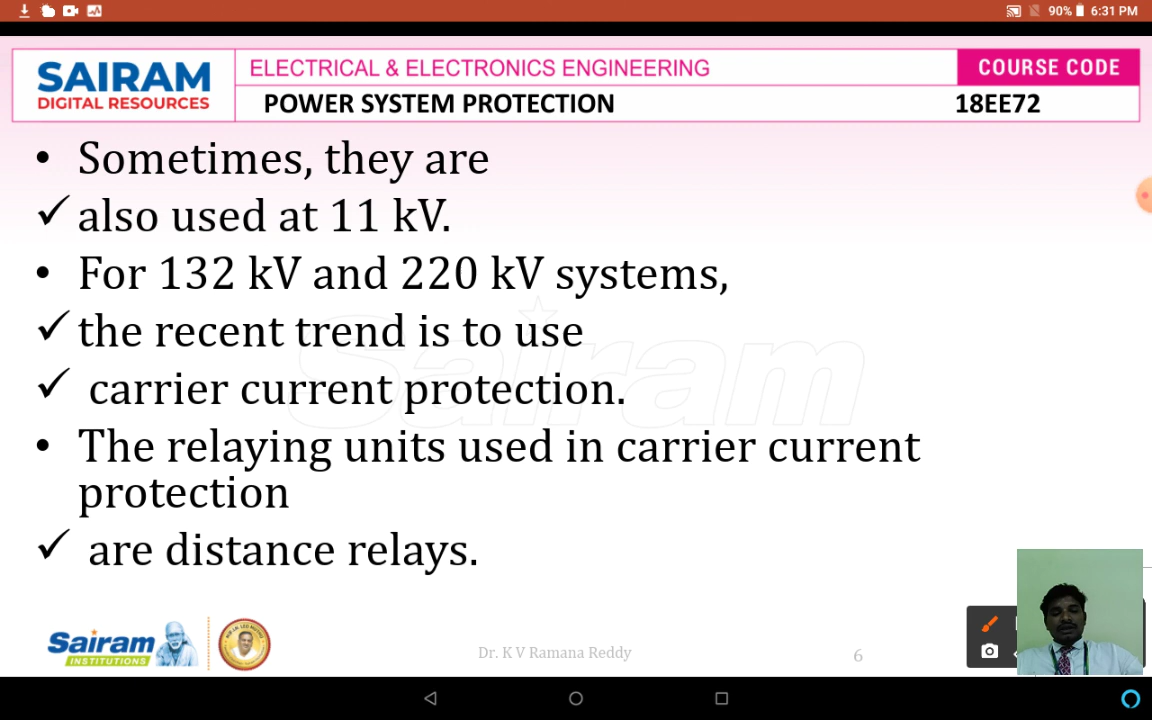 90% 6:31 PM
SAIRAM
DIGITAL RESOURCES
ELECTRICAL & ELECTRONICS ENGINEERING
COURSE CODE
POWER SYSTEM PROTECTION
18EE72
• Sometimes, they are
✓ also used at 11 kV.
• For 132 kV and 220 kV systems,
✓ the recent trend is to use
✓ carrier current protection.
• The relaying units used in carrier current
protection
✓ are distance relays.
Sairam
Sairam
INSTITUTIONS
Dr. K V Ramana Reddy
6